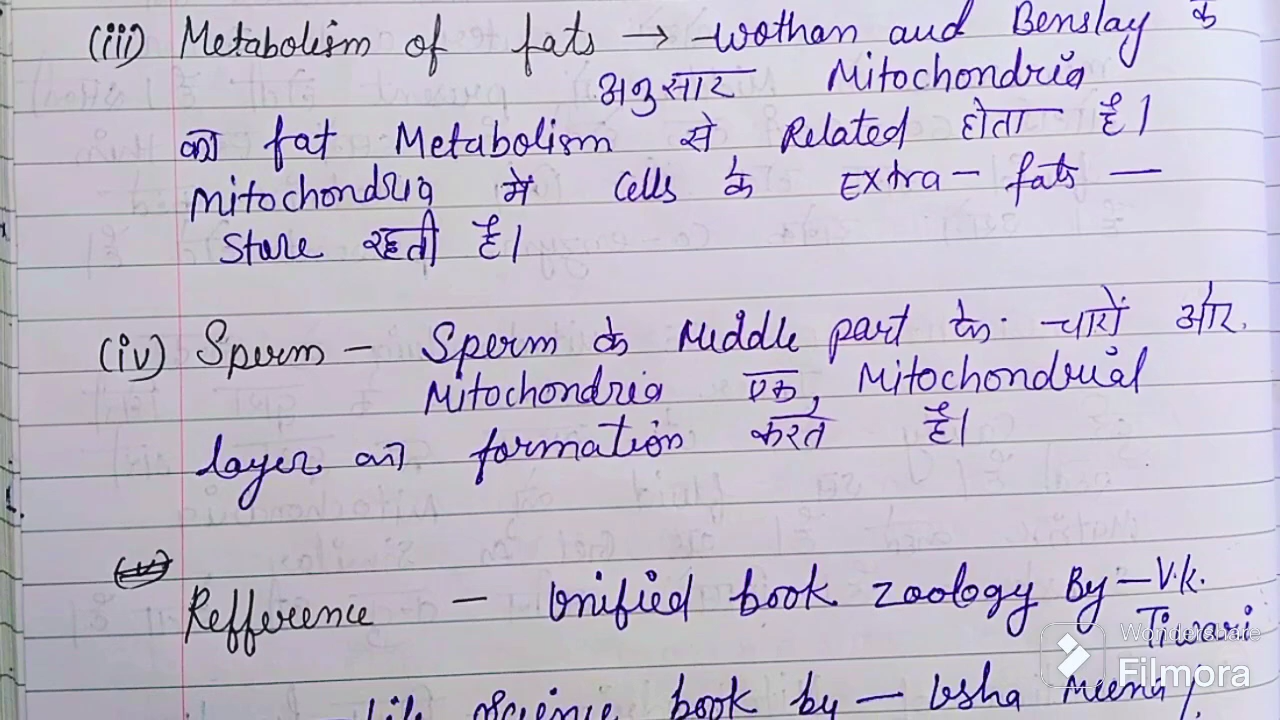 (iii) Metabolism of fats → wothan and Benslay के
अनुसार Mitochondria
का fat Metabolism से Related होता है।
Mitochondria में Cells के Extra - fats —
Store रहती है।
(iv) Sperm - Sperm के Middle part के चारों ओर
Mitochondria एक, Mitochondrial
layer का formation करते है।
(v)
Refference - Unified book zoology By - V.K.
Tiwari
Wondershare
Filmora
Science book by - Usha Meena